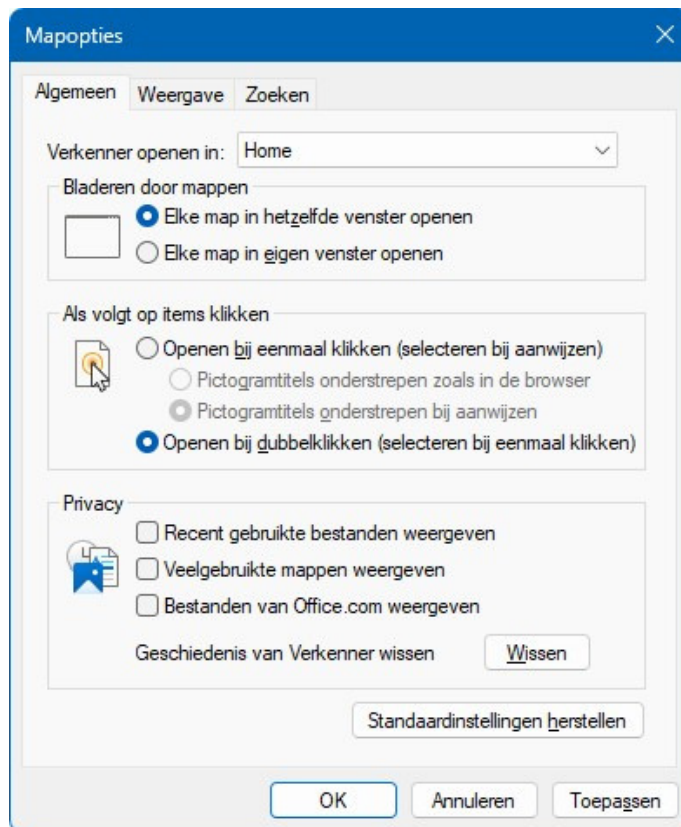 Mapopties
Algemeen Weergave Zoeken
Verkenner openen in: Home
Bladeren door mappen
Elke map in hetzelfde venster openen
Elke map in eigen venster openen
Als volgt op items klikken
Openen bij eenmaal klikken (selecteren bij aanwijzen)
Pictogramtitels onderstrepen zoals in de browser
Pictogramtitels onderstrepen bij aanwijzen
Openen bij dubbelklikken (selecteren bij eenmaal klikken)
Privacy
Recent gebruikte bestanden weergeven
Veelgebruikte mappen weergeven
Bestanden van Office.com weergeven
Geschiedenis van Verkenner wissen Wissen
Standaardinstellingen herstellen
OK Annuleren Toepassen